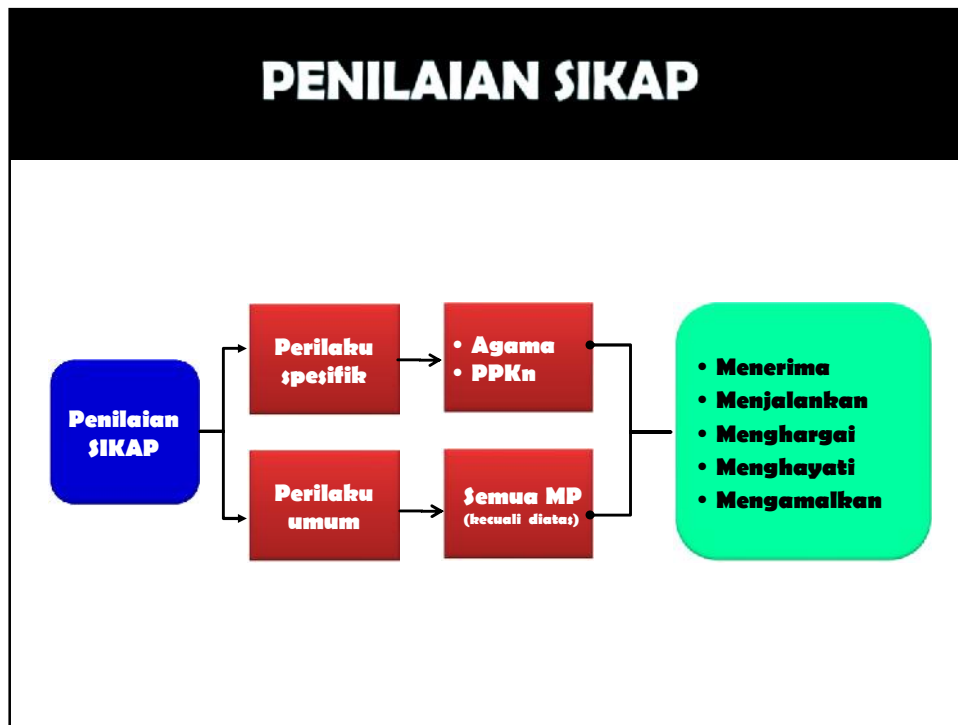 PENILAIAN SIKAP
Penilaian
SIKAP
Perilaku
spesifik
• Agama
• PPKn
Perilaku
umum
Semua MP
(kecuali diatas)
• Menerima
• Menjalankan
• Menghargai
• Menghayati
• Mengamalkan